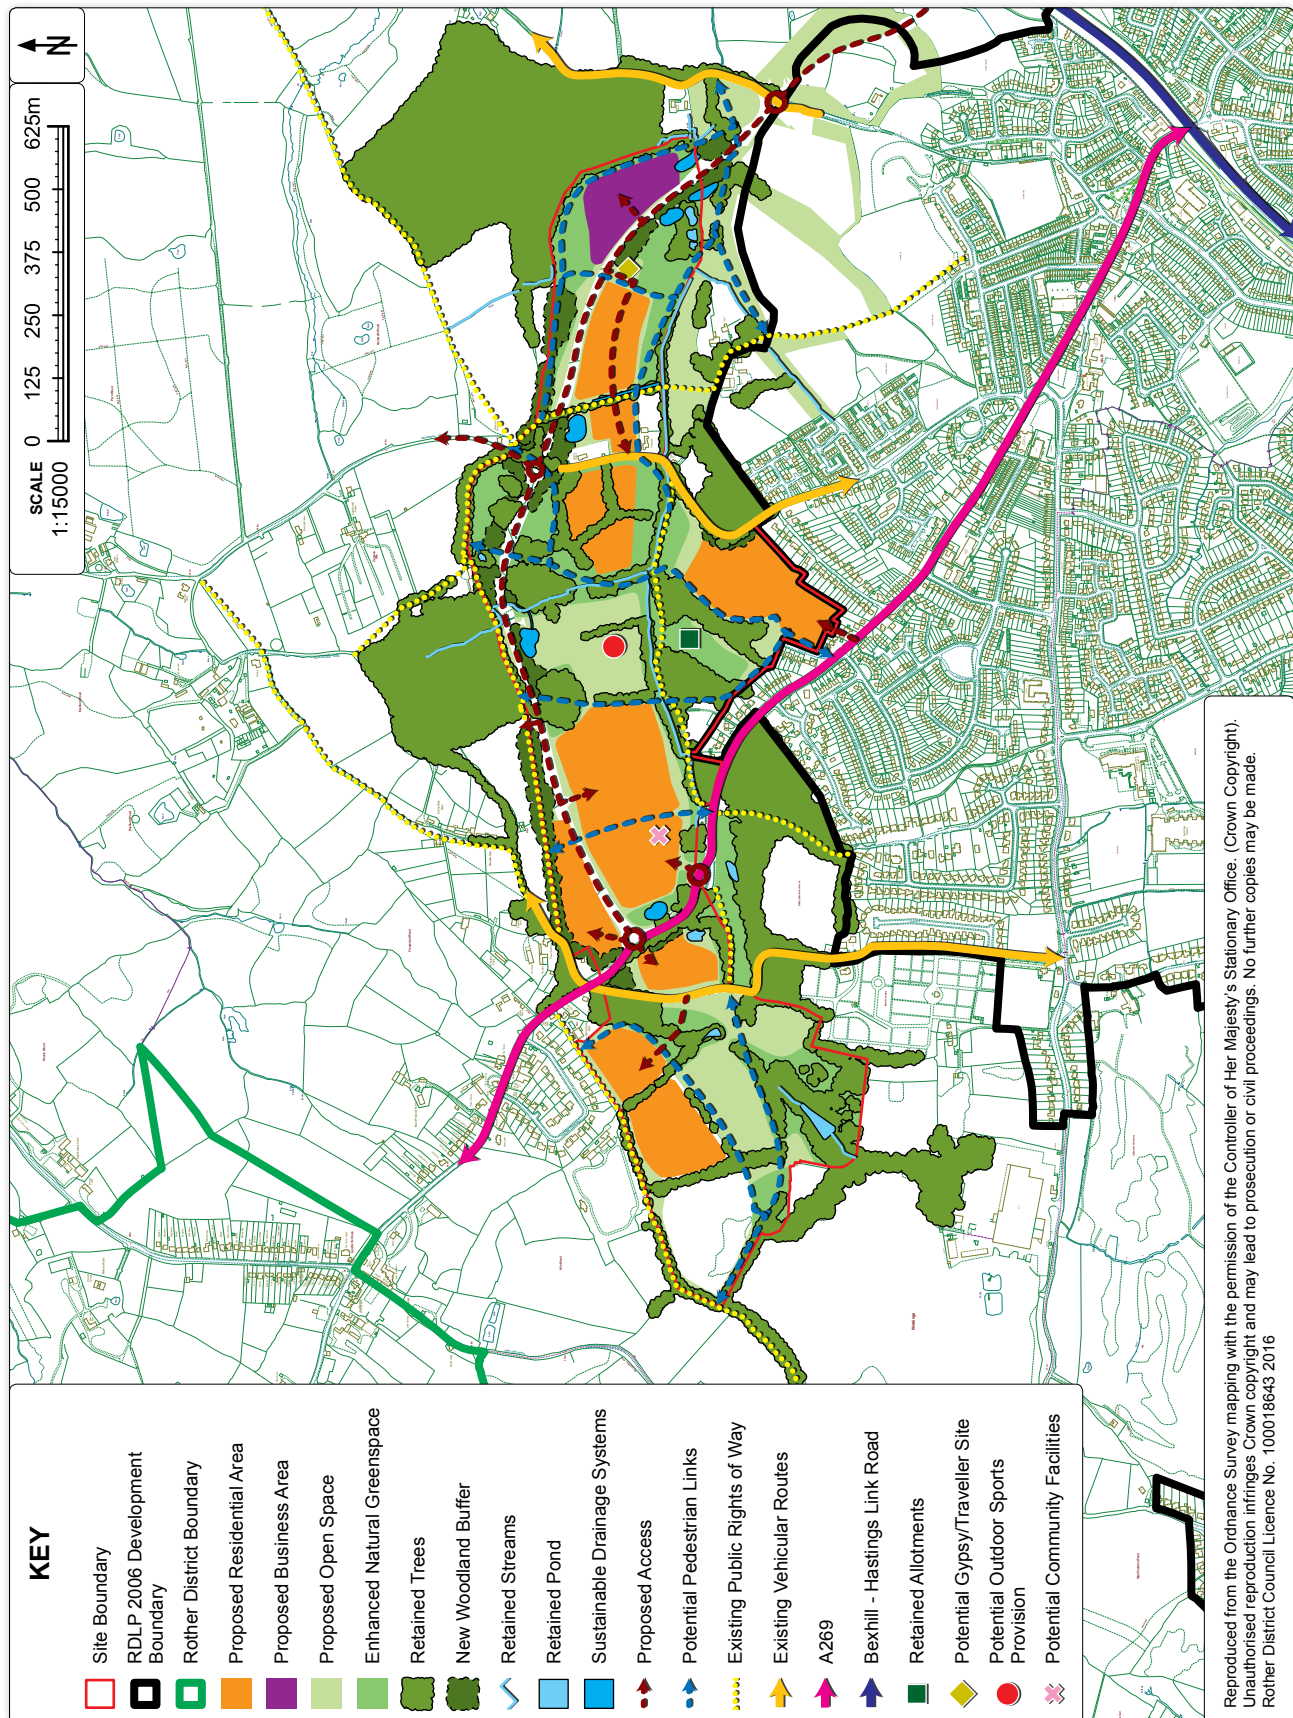 KEY
Site Boundary
RDLP 2006 Development
Boundary
Rother District Boundary
Proposed Residential Area
Proposed Business Area
Proposed Open Space
Enhanced Natural Greenspace
Retained Trees
New Woodland Buffer
Retained Streams
Retained Pond
Sustainable Drainage Systems
Proposed Access
Potential Pedestrian Links
Existing Public Rights of Way
Existing Vehicular Routes
A269
Bexhill - Hastings Link Road
Retained Allotments
Potential Gypsy/Traveller Site
Potential Outdoor Sports
Provision
Potential Community Facilities
SCALE
1:15000
0 125 250 375 500 625m
N
Reproduced from the Ordnance Survey mapping with the permission of the Controller of Her Majesty's Stationary Office. (Crown Copyright).
Unauthorised reproduction infringes Crown copyright and may lead to prosecution or civil proceedings. No further copies may be made.
Rother District Council Licence No. 100018643 2016